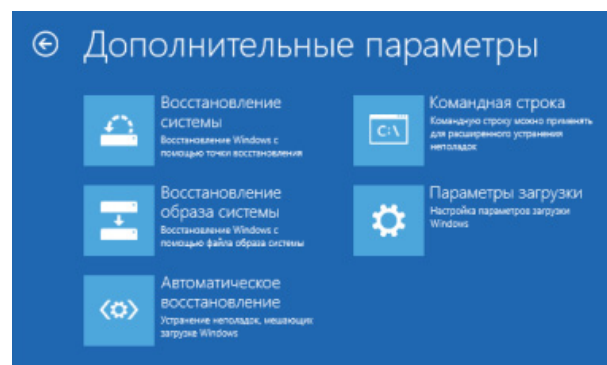 Дополнительные параметры
Восстановление
системы
Восстановление Windows с
помощью точки восстановления
Восстановление
образа системы
Восстановление Windows с
помощью файла образа системы
Автоматическое
восстановление
Устранение неполадок, мешающих
загрузке Windows
C:\
Командная строка
Командную строку можно применять
для расширенного устранения
неполадок
Параметры загрузки
Настройка параметров загрузки
Windows